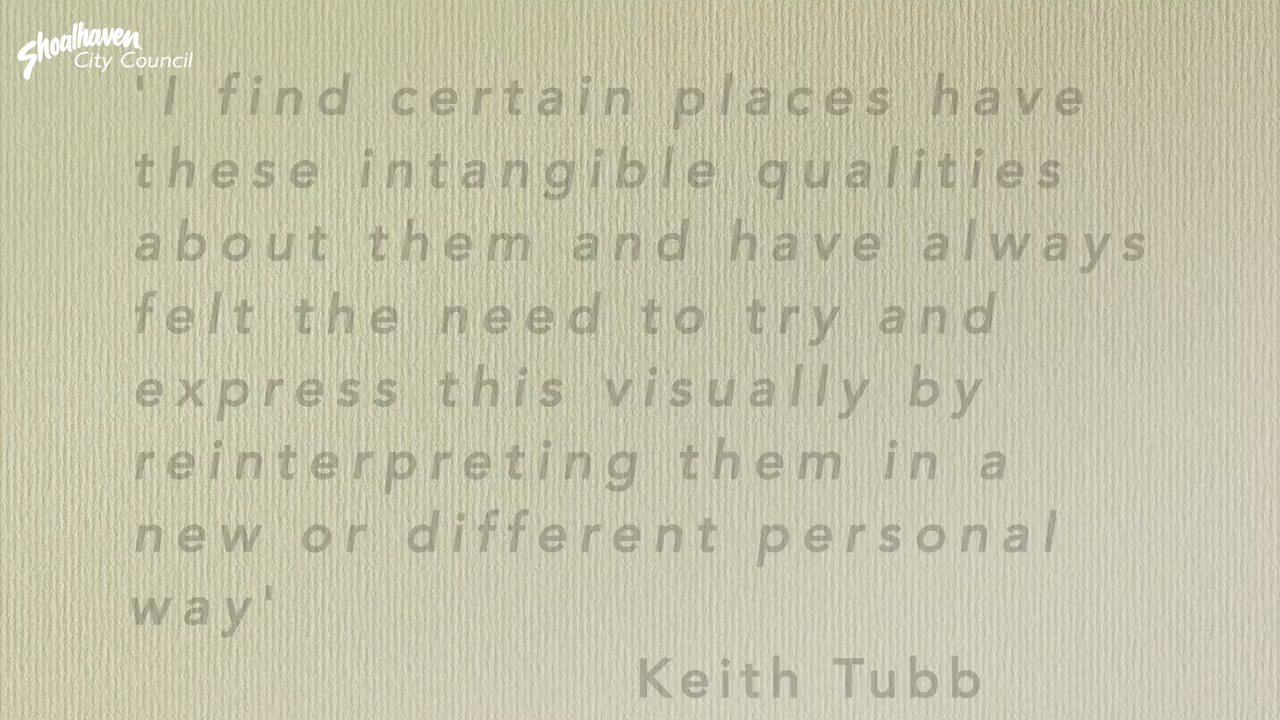 Shoalhaven
City Council
'I find certain places have
these intangible qualities
about them and have always
felt the need to try and
express this visually by
reinterpreting them in a
new or different personal
way'
Keith Tubb